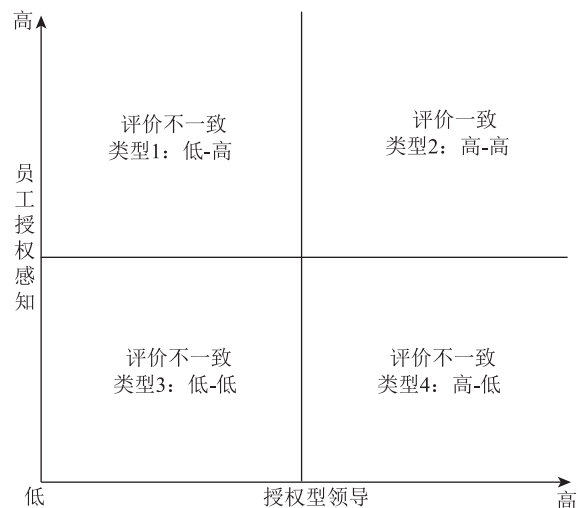 高
评价不一致
类型1：低-高
评价一致
类型2：高-高
员工授权感知
评价不一致
类型3：低-低
评价不一致
类型4：高-低
低
授权型领导
高